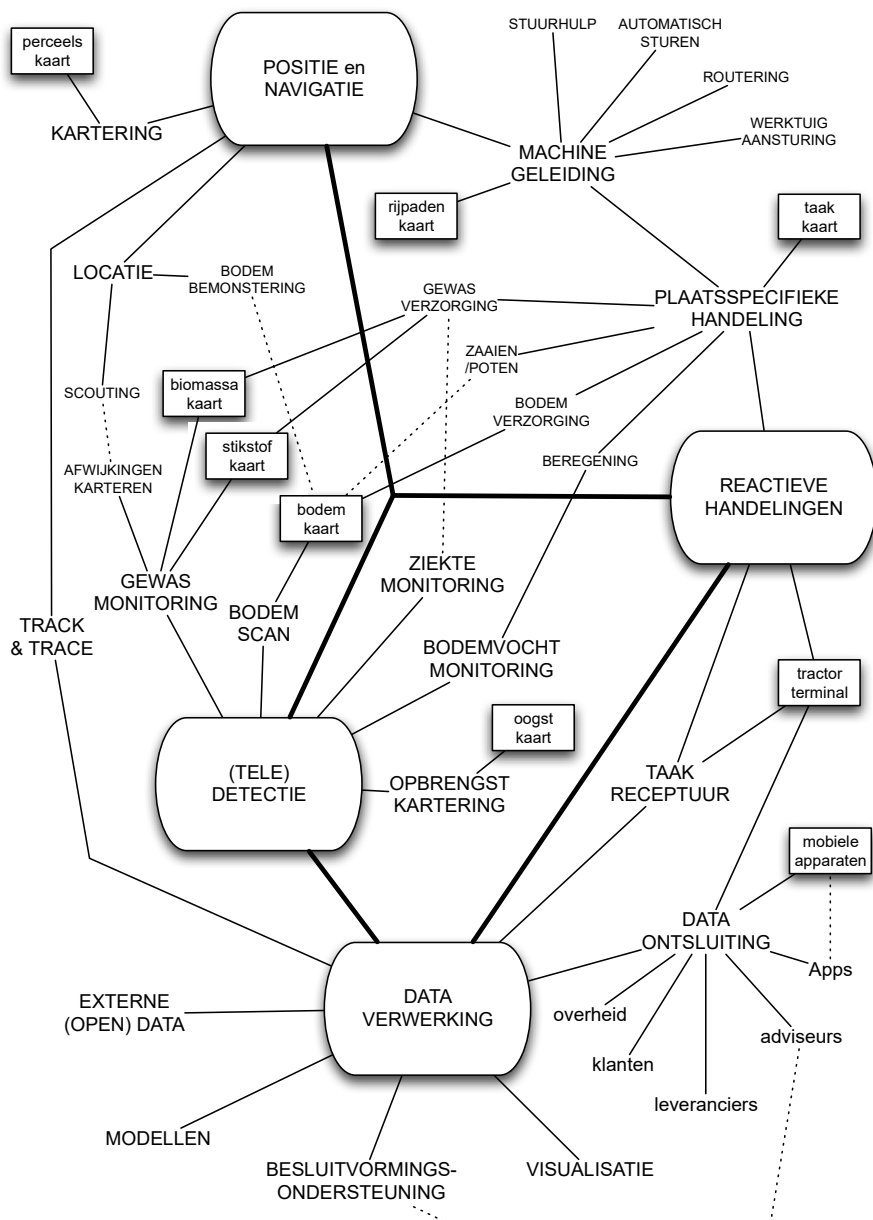 STUURHULP
AUTOMATISCH
STUREN
perceels
kaart
POSITIE en
NAVIGATIE
ROUTERING
KARTERING
WERKTUIG
AANSTURING
MACHINE
GELEIDING
rijpaden
kaart
taak
kaart
LOCATIE
BODEM
BEMONSTERING
GEWAS
VERZORGING
PLAATSSPECIFIEKE
HANDELING
ZAAIEN
/POTEN
SCOUTING
biomassa
kaart
BODEM
VERZORGING
stikstof
kaart
AFWIJKINGEN
KARTEREN
BEREGENING
REACTIEVE
HANDELINGEN
bodem
kaart
GEWAS
MONITORING
ZIEKTE
MONITORING
BODEM
SCAN
TRACK
& TRACE
BODEMVOCHT
MONITORING
tractor
terminal
oogst
kaart
(TELE)
DETECTIE
OPBRENGST
KARTERING
TAAK
RECEPTUUR
mobiele
apparaten
DATA
ONTSLUITING
Apps
EXTERNE
(OPEN) DATA
DATA
VERWERKING
overheid
adviseurs
klanten
leveranciers
MODELLEN
BESLUITVORMINGS-
ONDERSTEUNING
VISUALISATIE